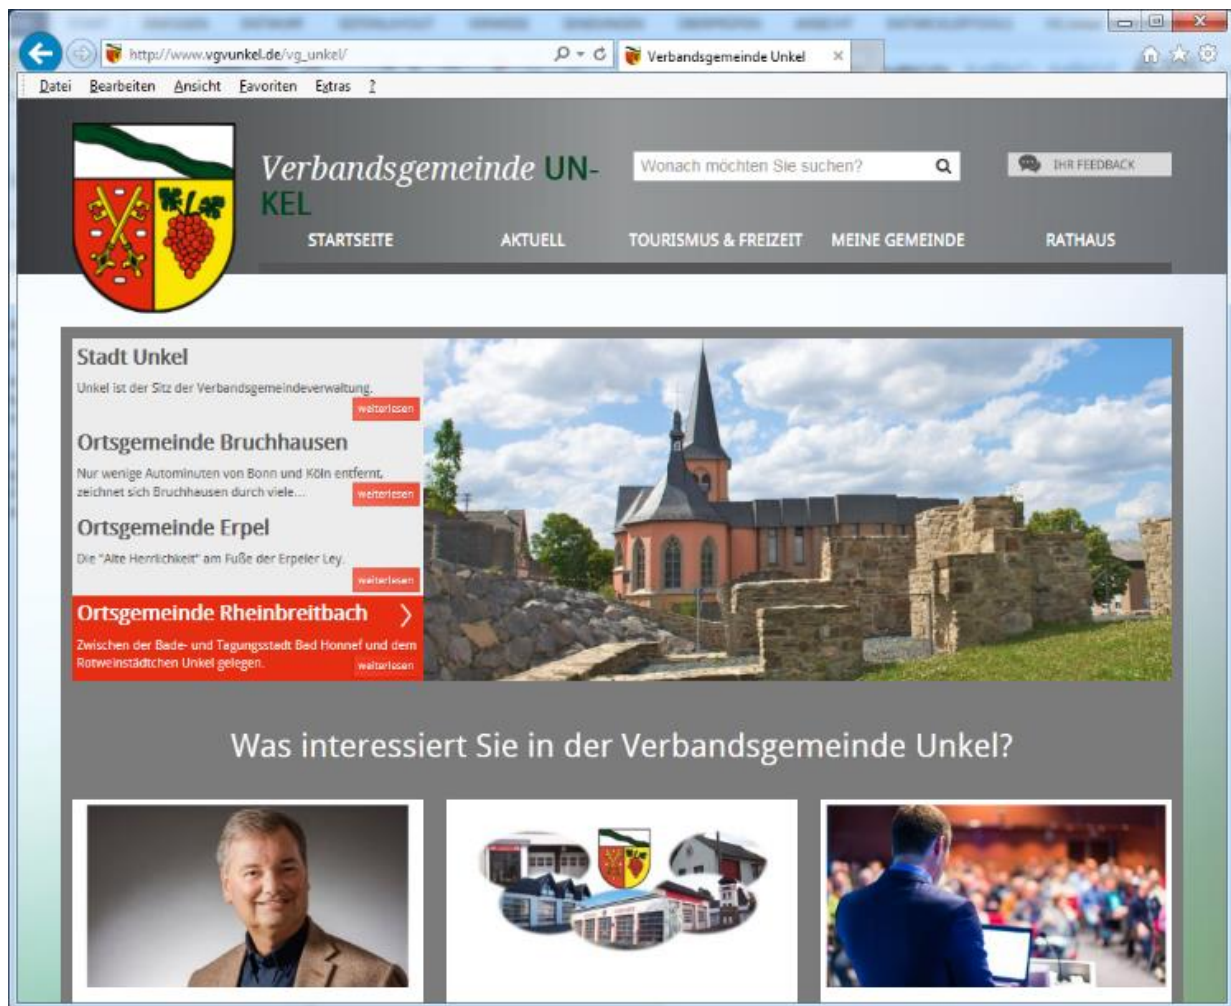 http://www.vgvunkel.de/vg_unkel/
Verbandsgemeinde Unkel
Datei Bearbeiten Ansicht Favoriten Extras ?
Verbandsgemeinde UN-
KEL
Wonach möchten Sie suchen?
IHR FEEDBACK
STARTSEITE AKTUELL TOURISMUS & FREIZEIT MEINE GEMEINDE RATHAUS
Stadt Unkel
Unkel ist der Sitz der Verbandsgemeindeverwaltung.
weiterlesen
Ortsgemeinde Bruchhausen
Nur wenige Autominuten von Bonn und Köln entfernt,
zeichnet sich Bruchhausen durch viele...
weiterlesen
Ortsgemeinde Erpel
Die "Alte Herrlichkeit" am Fuße der Erpeler Ley.
weiterlesen
Ortsgemeinde Rheinbreitbach
Zwischen der Bade- und Tagungsstadt Bad Honnef und dem
Rotweinstädtchen Unkel gelegen.
weiterlesen
Was interessiert Sie in der Verbandsgemeinde Unkel?